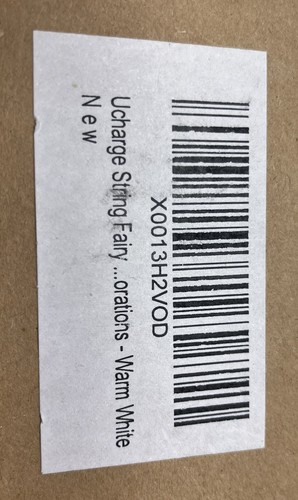 X0013H2VOD
Ucharge String Fairy ...orations - Warm White
New